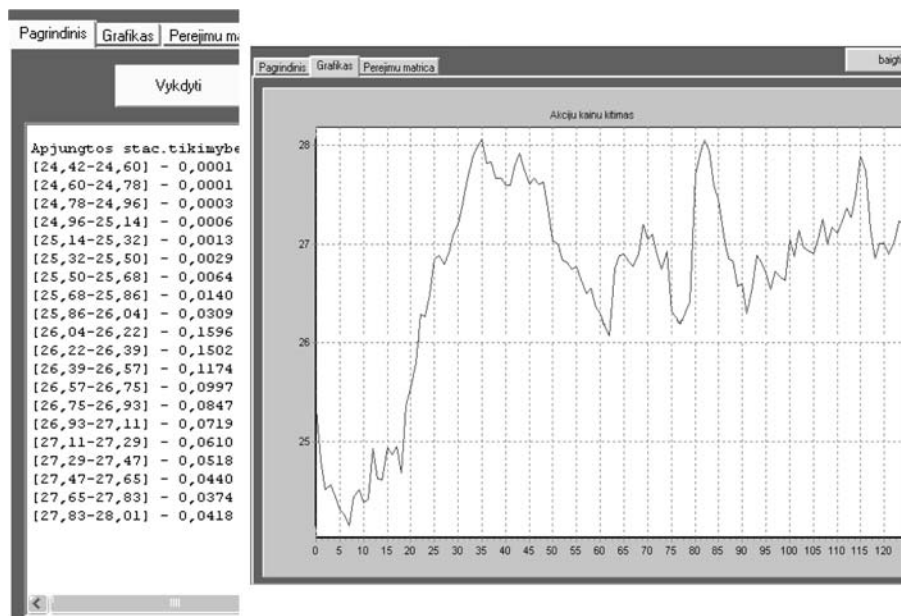 Pagrindinis Grafikas Perejimu ma
Vykdyti
Apjungtos stac.tikimybe
[24,42-24,60] - 0,0001
[24,60-24,78] - 0,0001
[24,78-24,96] - 0,0003
[24,96-25,14] - 0,0006
[25,14-25,32] - 0,0013
[25,32-25,50] - 0,0029
[25,50-25,68] - 0,0064
[25,68-25,86] - 0,0140
[25,86-26,04] - 0,0309
[26,04-26,22] - 0,1596
[26,22-26,39] - 0,1502
[26,39-26,57] - 0,1174
[26,57-26,75] - 0,0997
[26,75-26,93] - 0,0847
[26,93-27,11] - 0,0719
[27,11-27,29] - 0,0610
[27,29-27,47] - 0,0518
[27,47-27,65] - 0,0440
[27,65-27,83] - 0,0374
[27,83-28,01] - 0,0418
baigti
Pagrindinis Grafikas Perejimu matrica
Akciju kainu kitimas
28
27
26
25
0 5 10 15 20 25 30 35 40 45 50 55 60 65 70 75 80 85 90 95 100 105 110 115 120